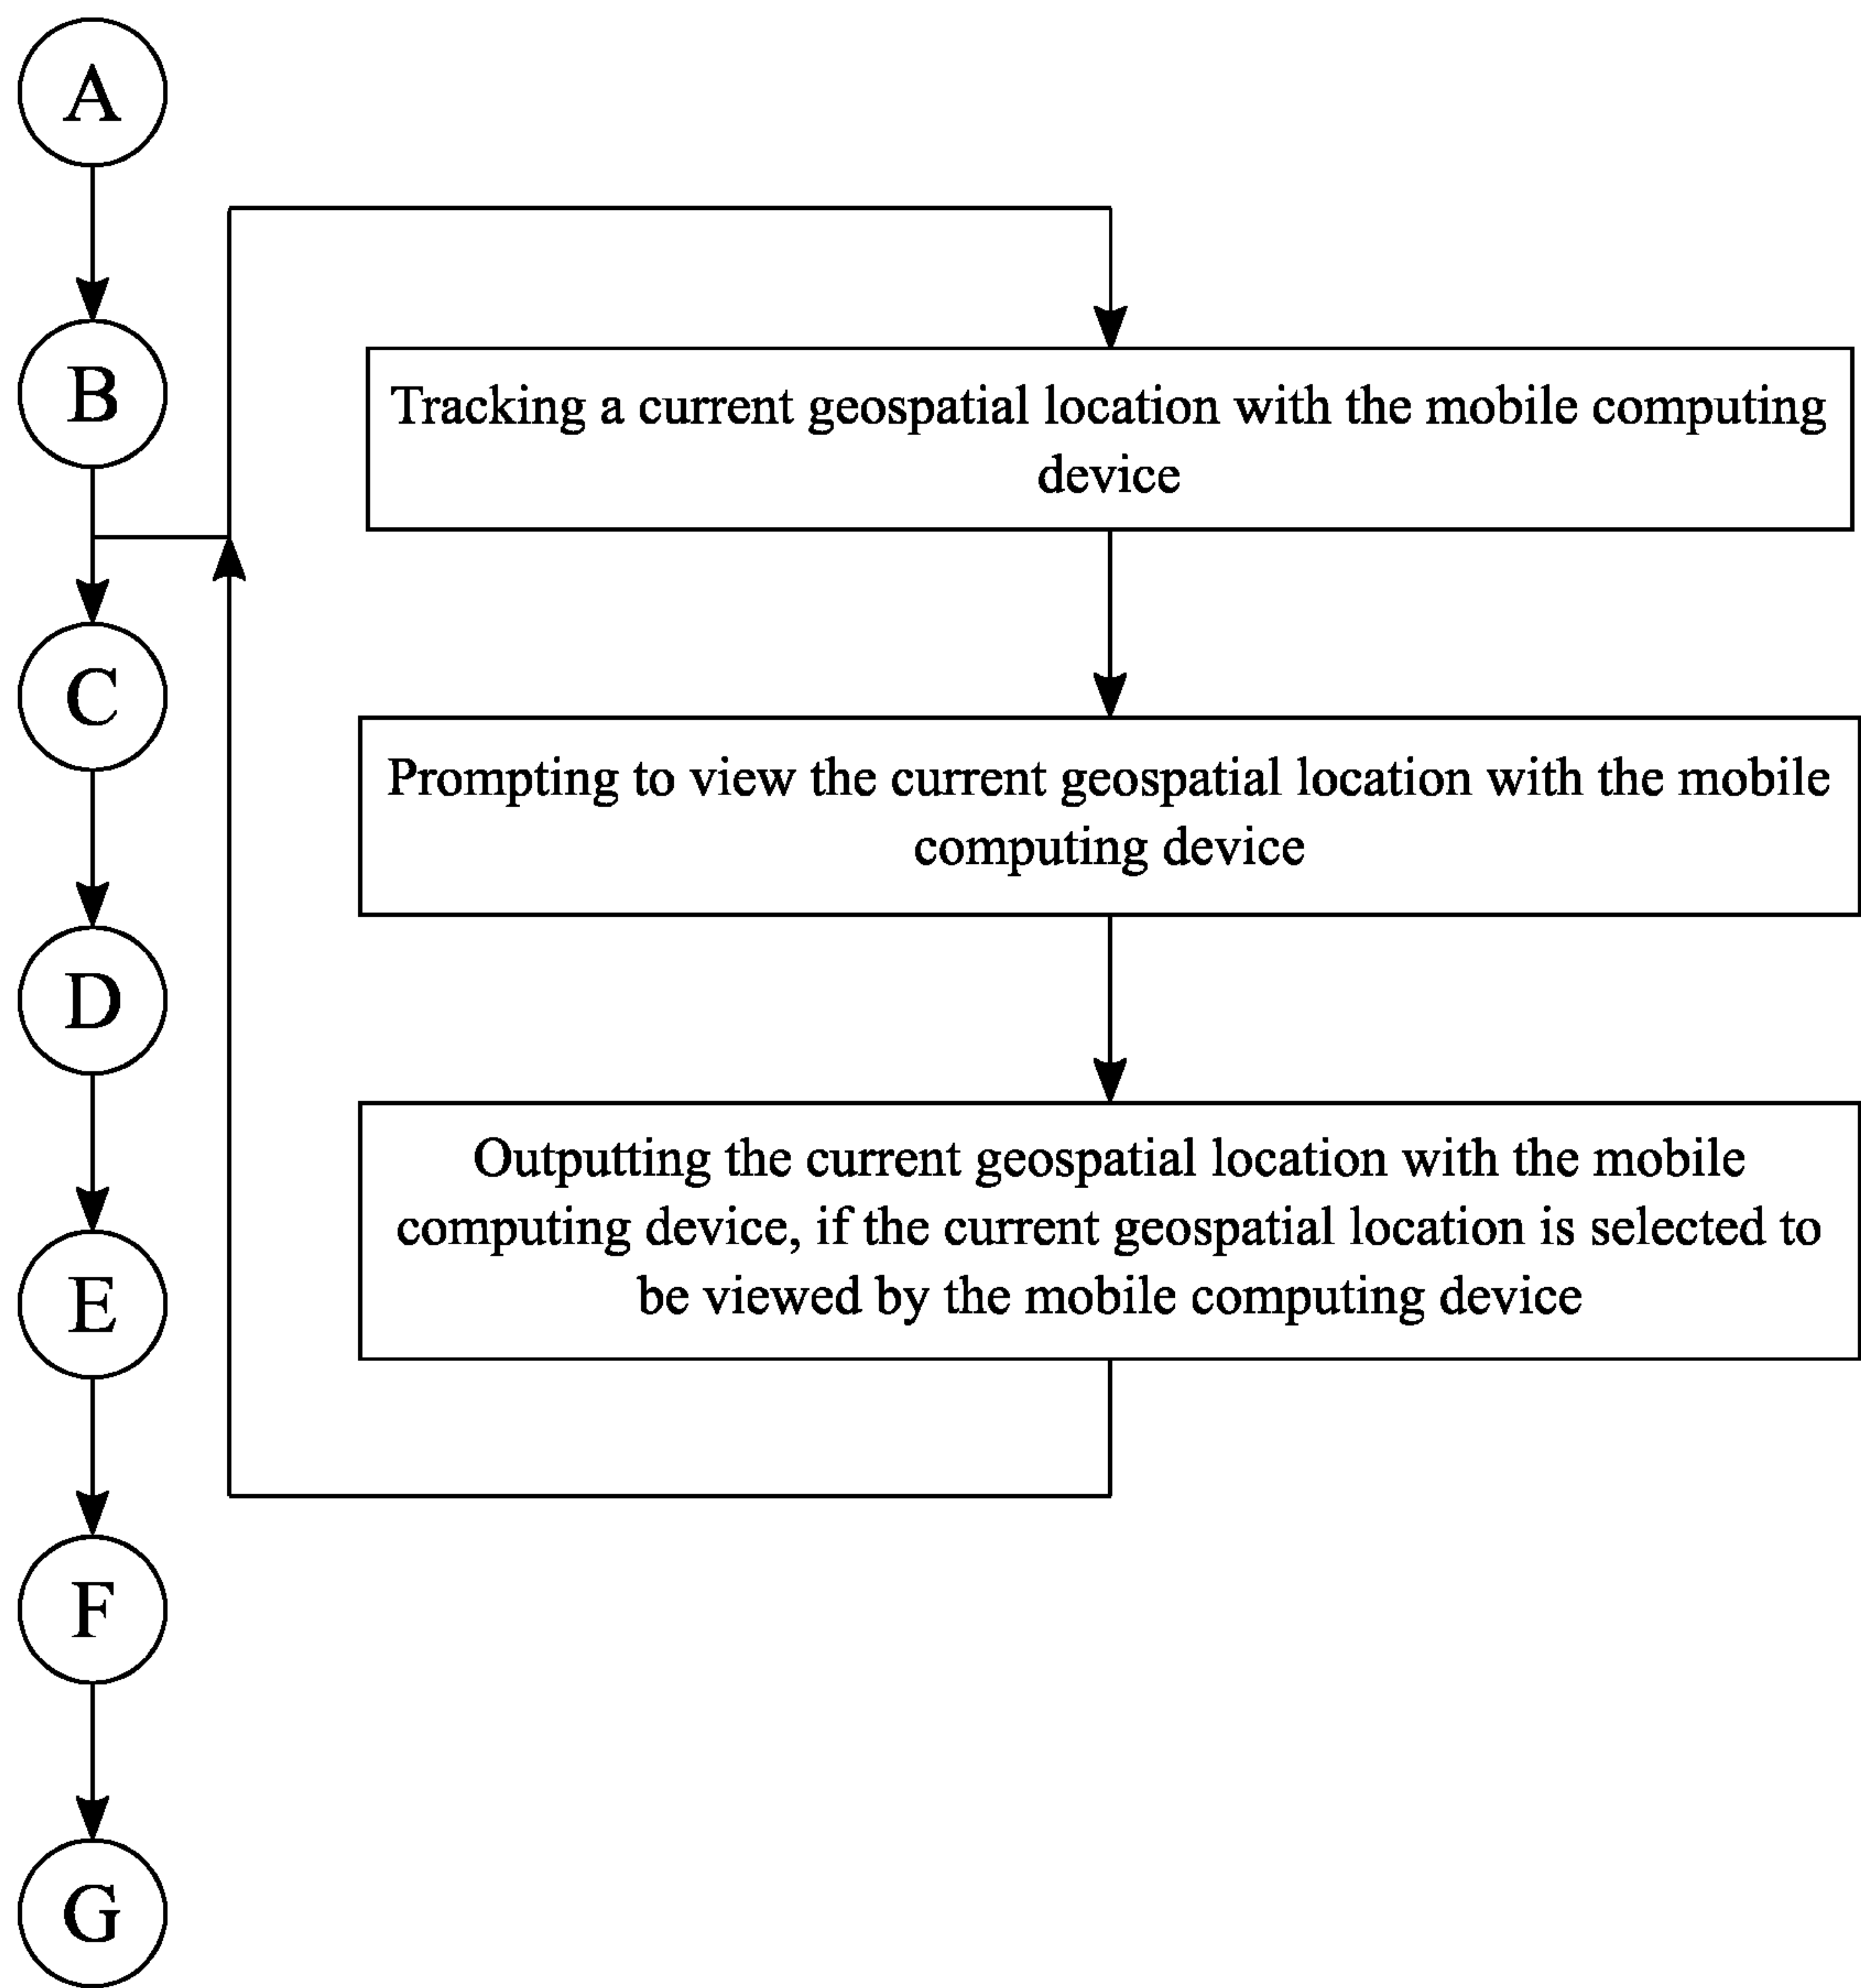 A
B
Tracking a current geospatial location with the mobile computing
device
C
Prompting to view the current geospatial location with the mobile
computing device
D
Outputting the current geospatial location with the mobile
computing device, if the current geospatial location is selected to
be viewed by the mobile computing device
E
F
G